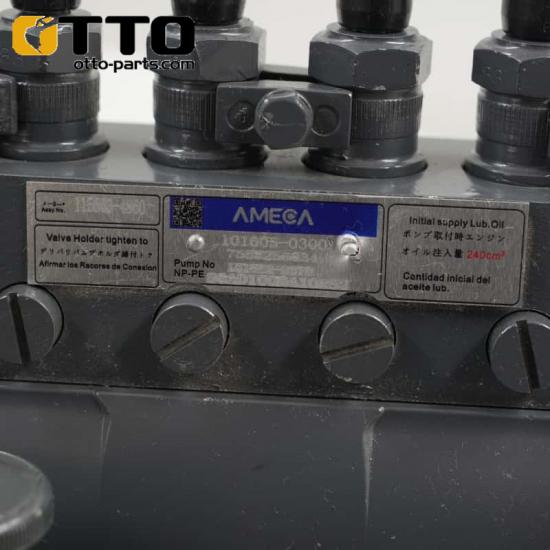 OTTO
otto-parts.com
メーカー
Assy No.
Valve Holder tighten to
デリバリバルブホルダ締付トク
Afirmar los Racores de Conexion
AMECA
101605-0300
Pump No
NP-PE
Initial supply Lub.Oil
ポンプ取付時エンジン
オイル注入量 240cm³
Cantidad inicial del
aceite lub.